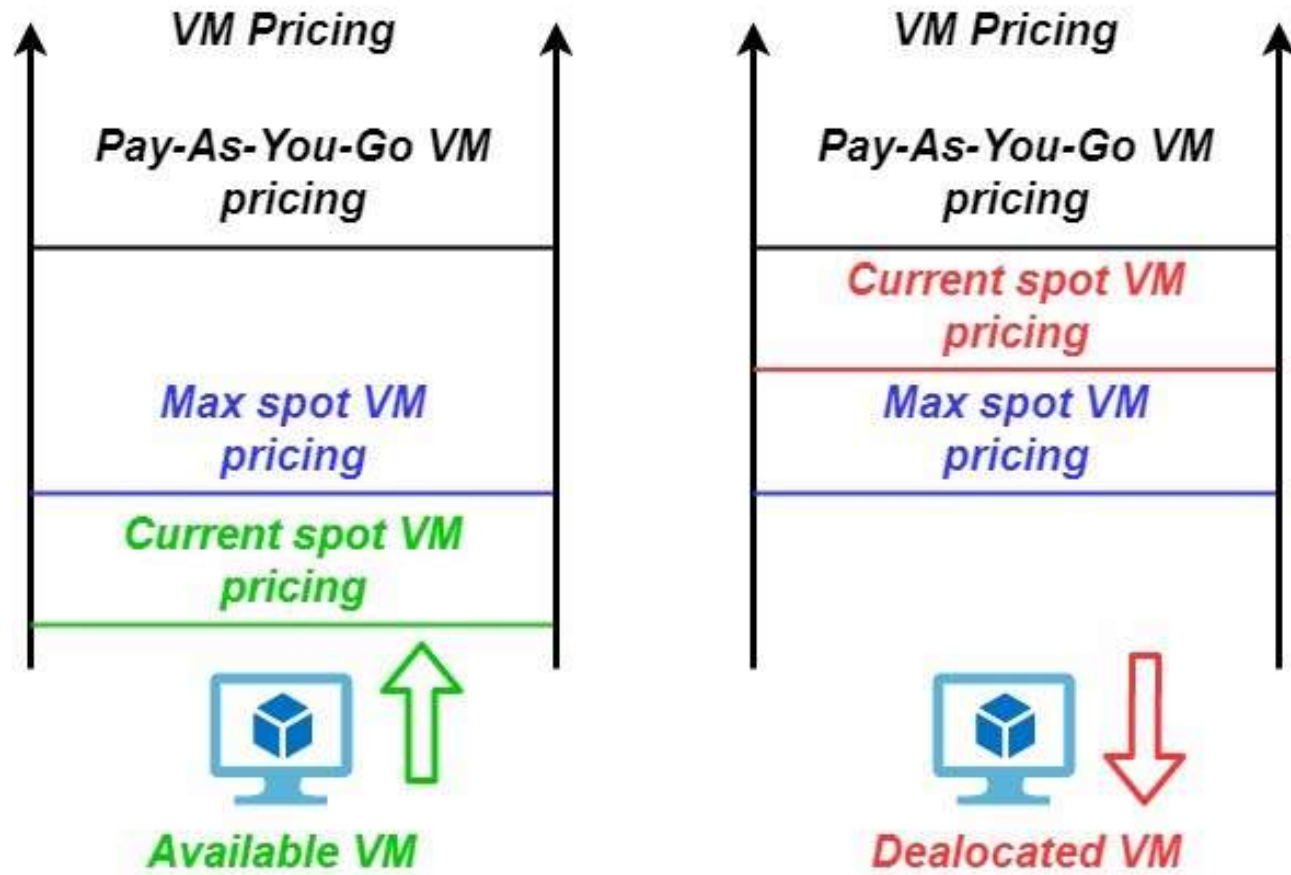 VM Pricing
Pay-As-You-Go VM
pricing
Max spot VM
pricing
Current spot VM
pricing
Available VM
VM Pricing
Pay-As-You-Go VM
pricing
Current spot VM
pricing
Max spot VM
pricing
Dealocated VM